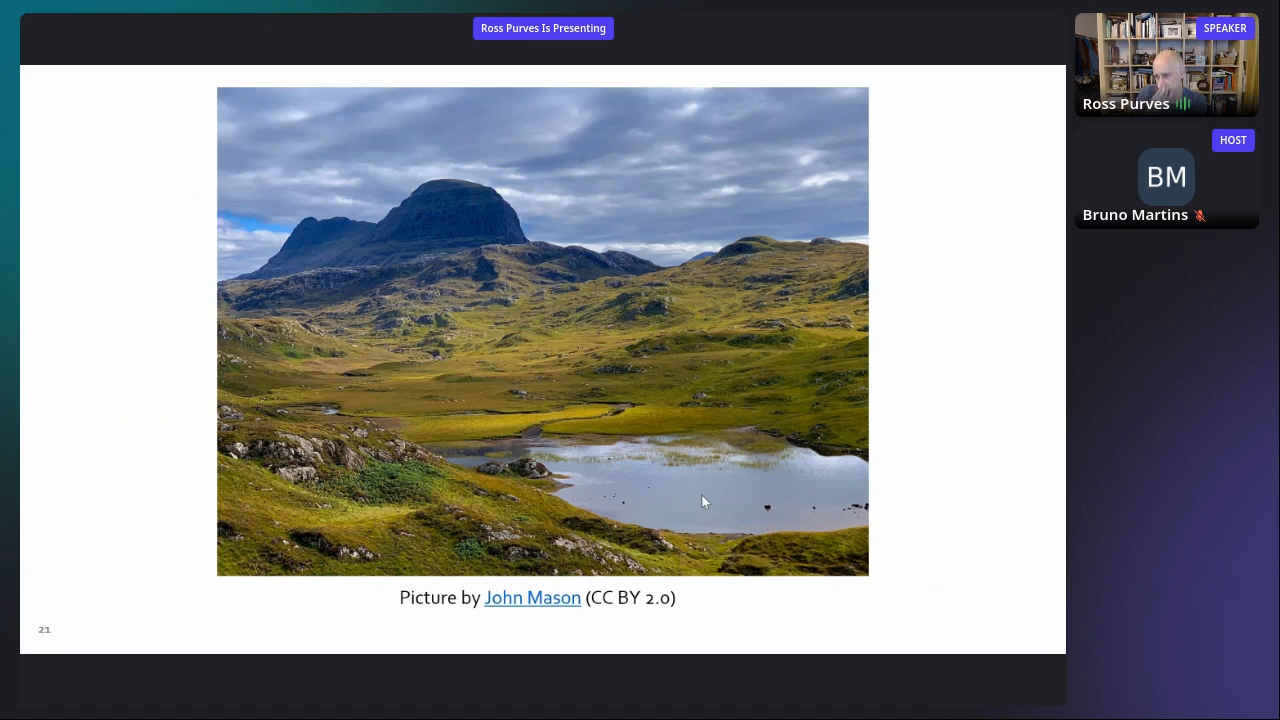 Ross Purves Is Presenting
SPEAKER
Ross Purves
HOST
BM
Bruno Martins
Picture by John Mason (CC BY 2.0)
21